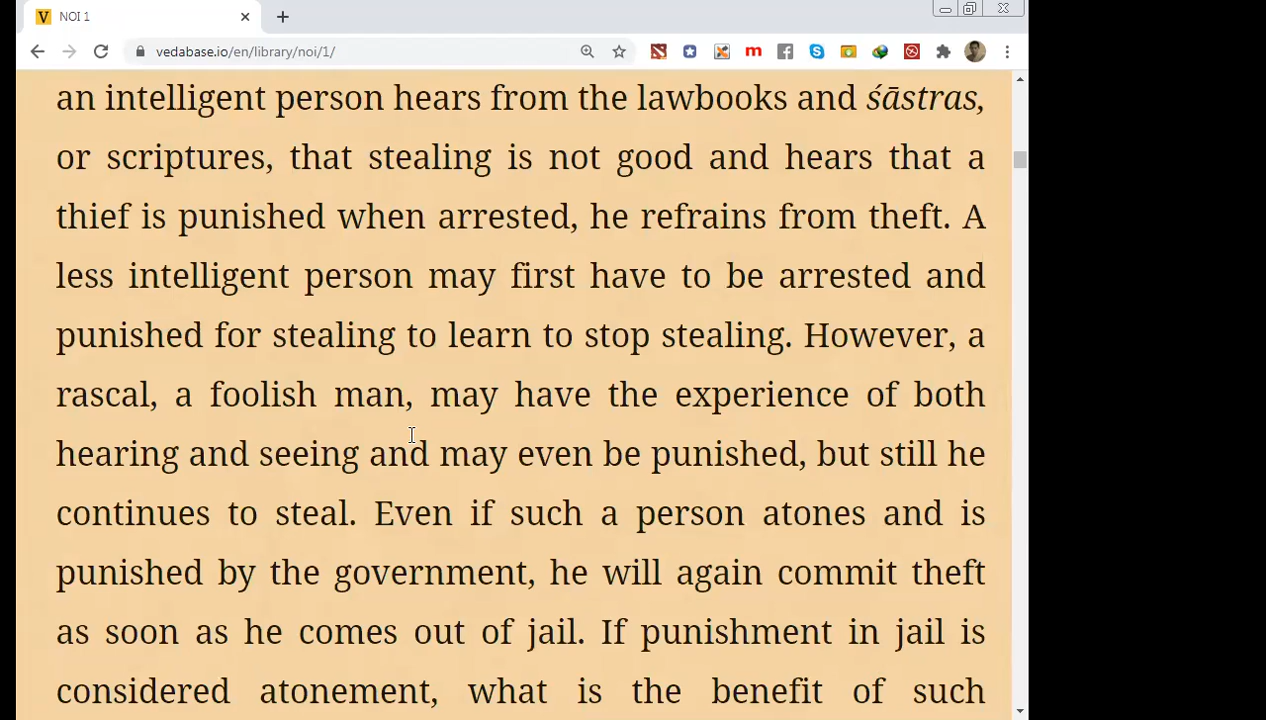 V NOI 1
vedabase.io/en/library/noi/1/
m
an intelligent person hears from the lawbooks and śāstras,
or scriptures, that stealing is not good and hears that a
thief is punished when arrested, he refrains from theft. A
less intelligent person may first have to be arrested and
punished for stealing to learn to stop stealing. However, a
rascal, a foolish man, may have the experience of both
hearing and seeing and may even be punished, but still he
continues to steal. Even if such a person atones and is
punished by the government, he will again commit theft
as soon as he comes out of jail. If punishment in jail is
considered atonement, what is the benefit of such